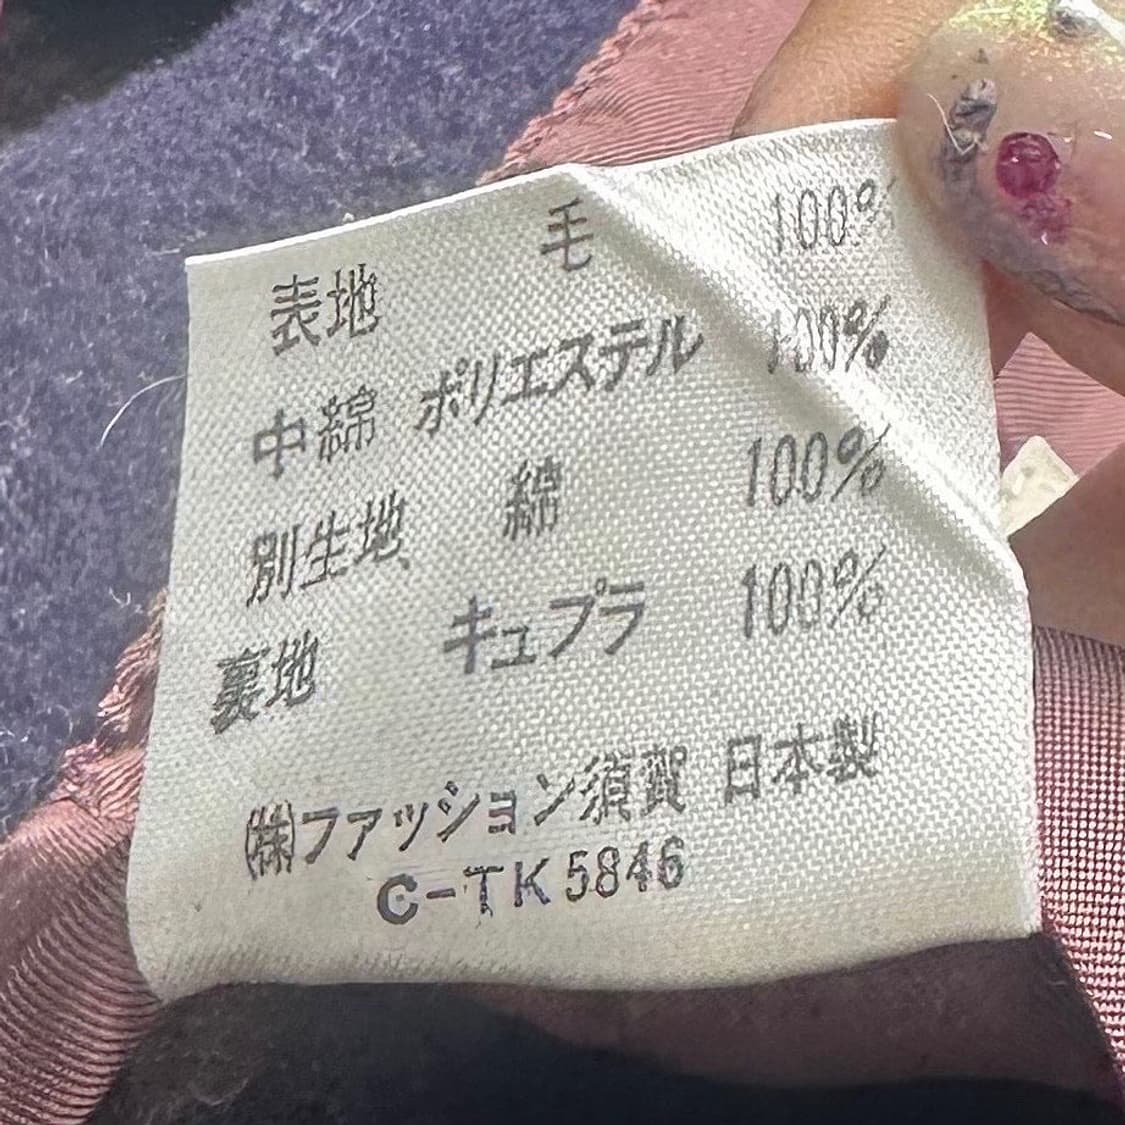 表地 毛 100%
中綿 ポリエステル 100%
別生地 綿 100%
裏地 キュプラ 100%
㈱ファッション須賀 日本製
C-TK5846